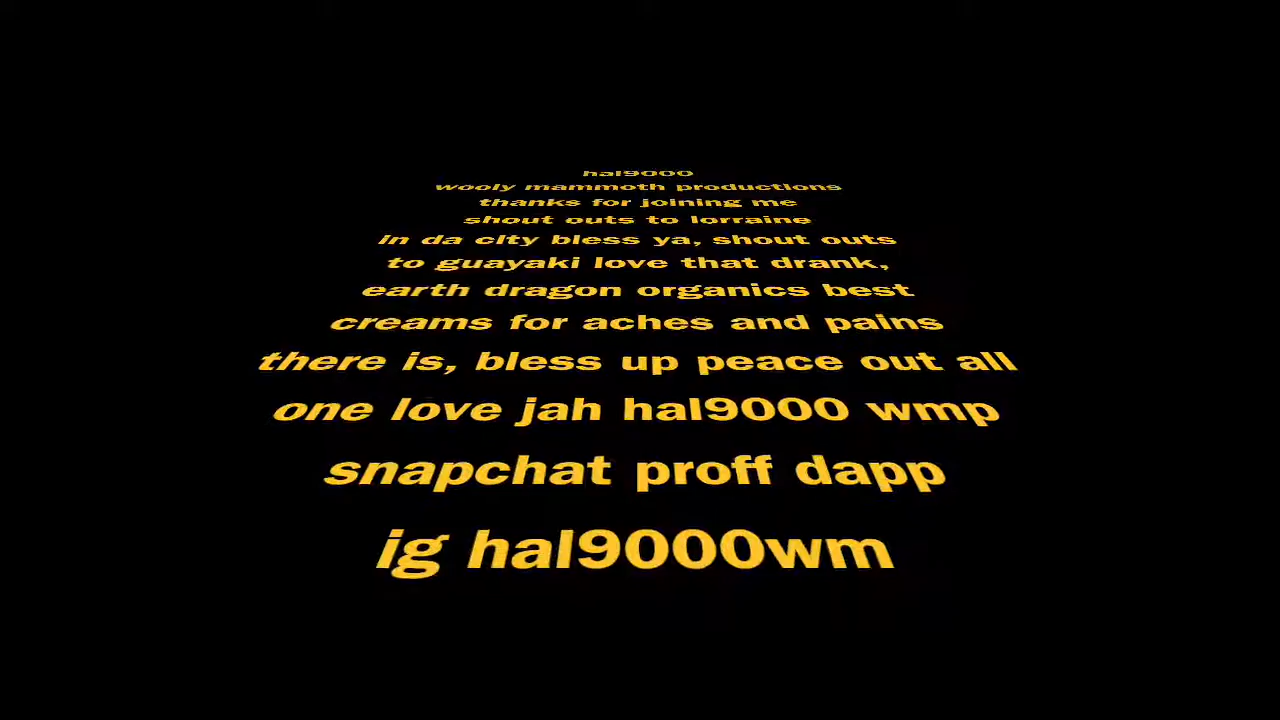 hal9000
wooly mammoth productions
thanks for joining me
shout outs to lorraine
in da city bless ya, shout outs
to guayaki love that drank,
earth dragon organics best
creams for aches and pains
there is, bless up peace out all
one love jah hal9000 wmp
snapchat proff dapp
ig hal9000wm